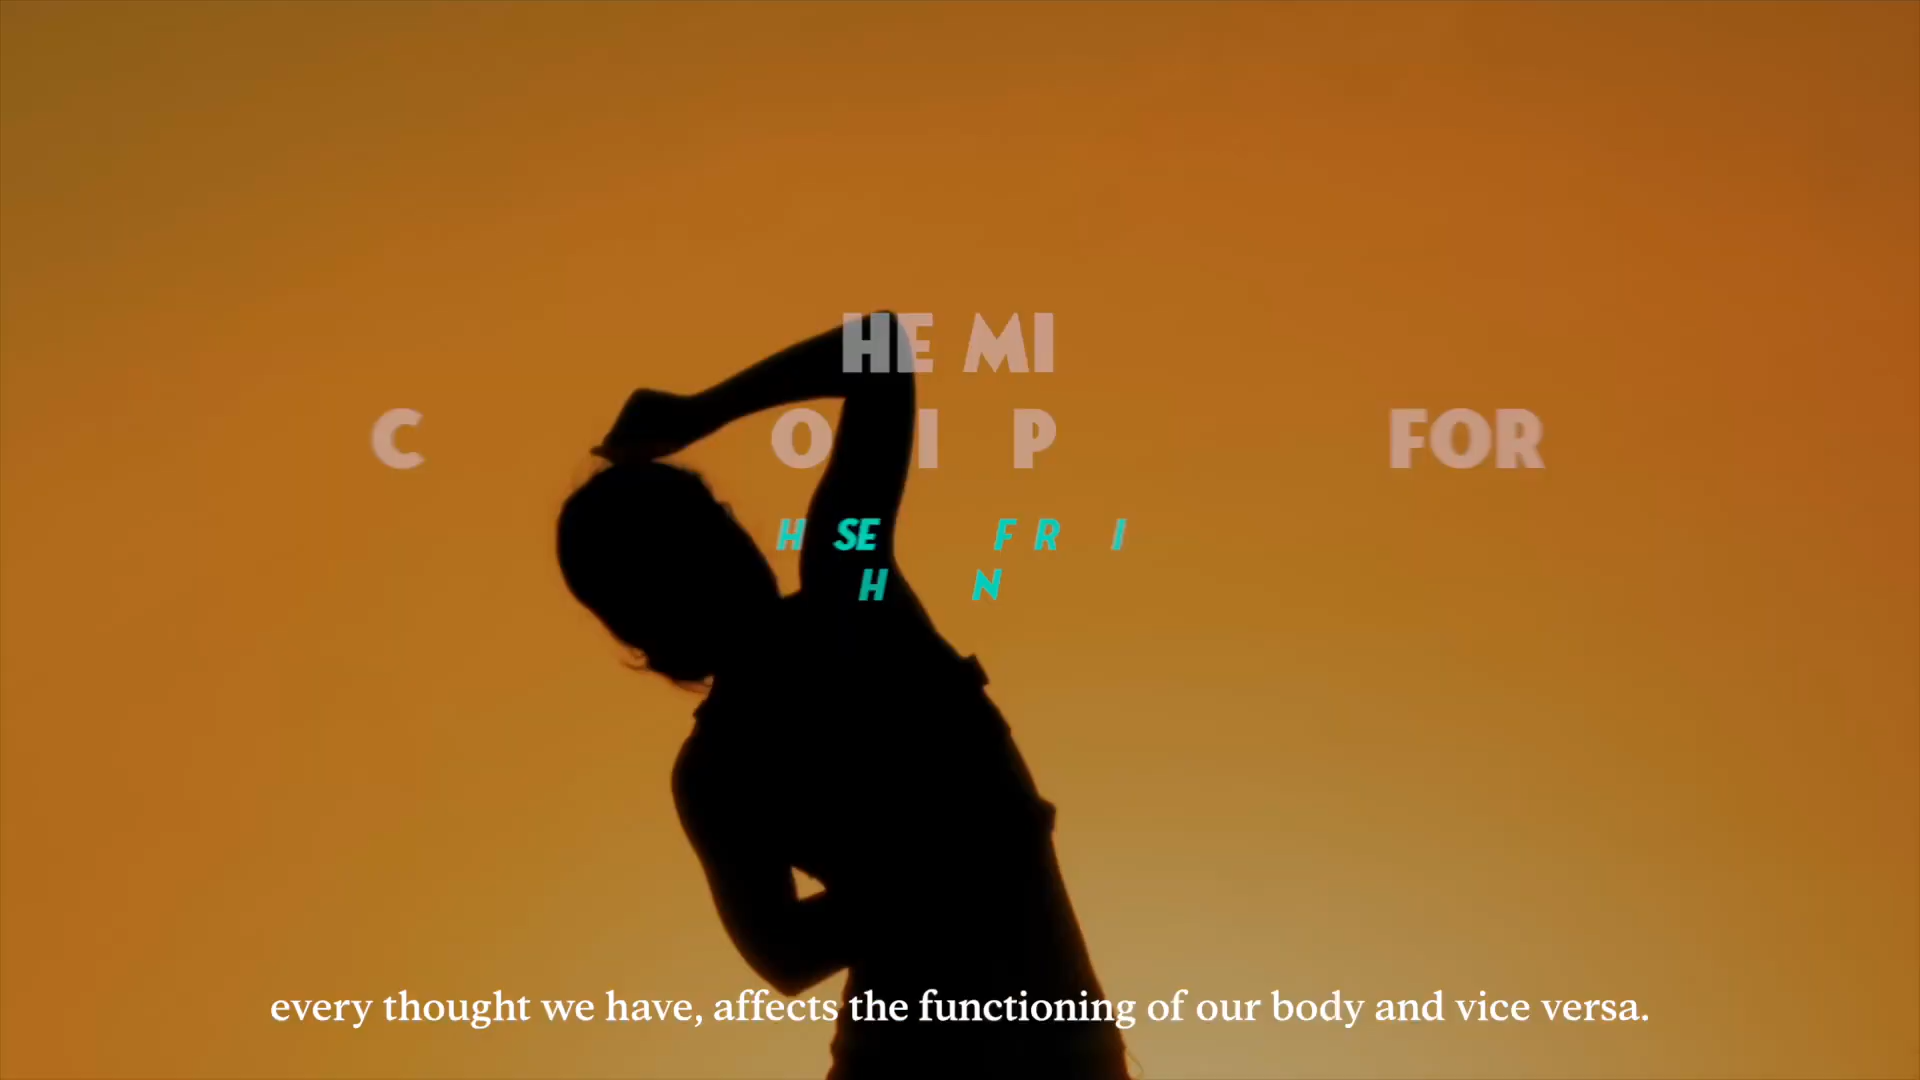 HE MI
C O I P FOR
H SE F R I
H N
every thought we have, affects the functioning of our body and vice versa.